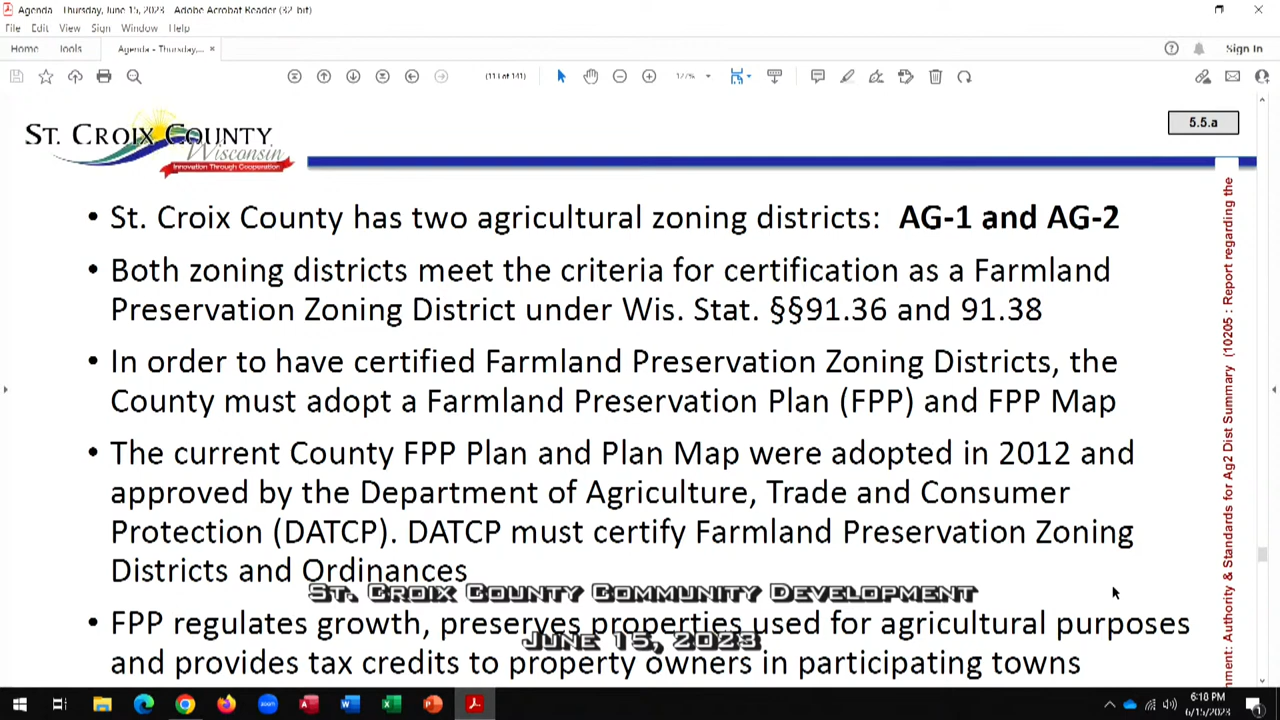 Agenda - Thursday, June 15, 2023 - Adobe Acrobat Reader (32-bit)
File Edit View Sign Window Help
Home Tools Agenda - Thursday,... × Sign In
(111 of 141) 127%
5.5.a
ST. CROIX COUNTY
Wisconsin
Innovation Through Cooperation
• St. Croix County has two agricultural zoning districts: AG-1 and AG-2
• Both zoning districts meet the criteria for certification as a Farmland
Preservation Zoning District under Wis. Stat. §§91.36 and 91.38
• In order to have certified Farmland Preservation Zoning Districts, the
County must adopt a Farmland Preservation Plan (FPP) and FPP Map
• The current County FPP Plan and Plan Map were adopted in 2012 and
approved by the Department of Agriculture, Trade and Consumer
Protection (DATCP). DATCP must certify Farmland Preservation Zoning
Districts and Ordinances
St. Croix County Community Development
• FPP regulates growth, preserves properties used for agricultural purposes
June 15, 2023
and provides tax credits to property owners in participating towns
nment: Authority & Standards for Ag2 Dist Summary (10205 : Report regarding the
zoom
6:18 PM
6/15/2023